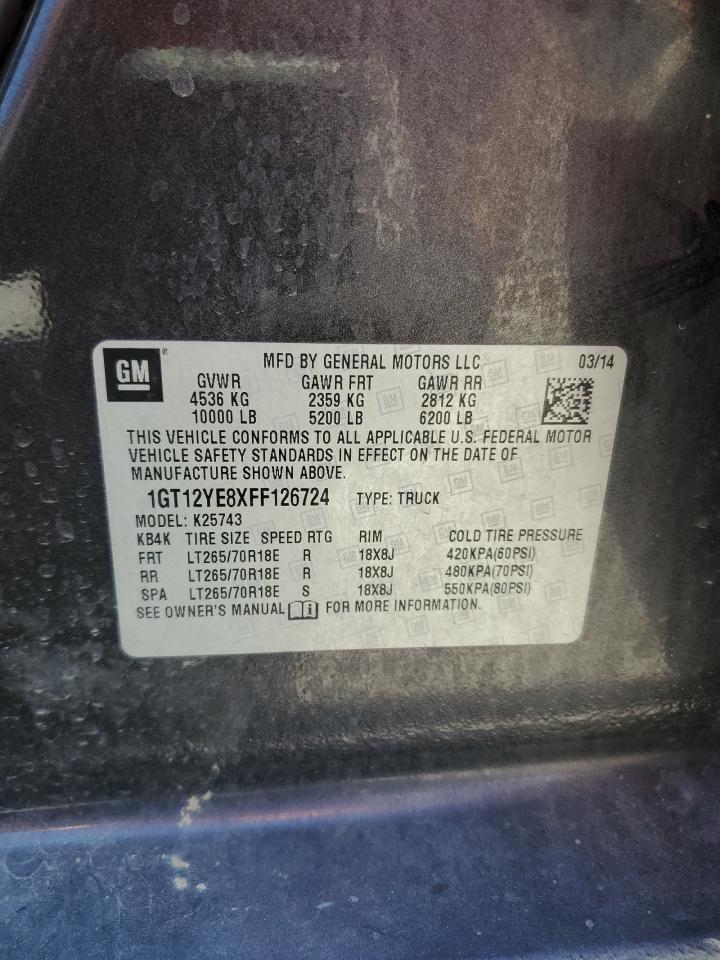 GM ® MFD BY GENERAL MOTORS LLC 03/14
GVWR GAWR FRT GAWR RR
4536 KG 2359 KG 2812 KG
10000 LB 5200 LB 6200 LB
THIS VEHICLE CONFORMS TO ALL APPLICABLE U.S. FEDERAL MOTOR
VEHICLE SAFETY STANDARDS IN EFFECT ON THE DATE OF
MANUFACTURE SHOWN ABOVE.
1GT12YE8XFF126724 TYPE: TRUCK
MODEL: K25743
KB4K TIRE SIZE SPEED RTG RIM COLD TIRE PRESSURE
FRT LT265/70R18E R 18X8J 420KPA(60PSI)
RR LT265/70R18E R 18X8J 480KPA(70PSI)
SPA LT265/70R18E S 18X8J 550KPA(80PSI)
SEE OWNER'S MANUAL i FOR MORE INFORMATION.